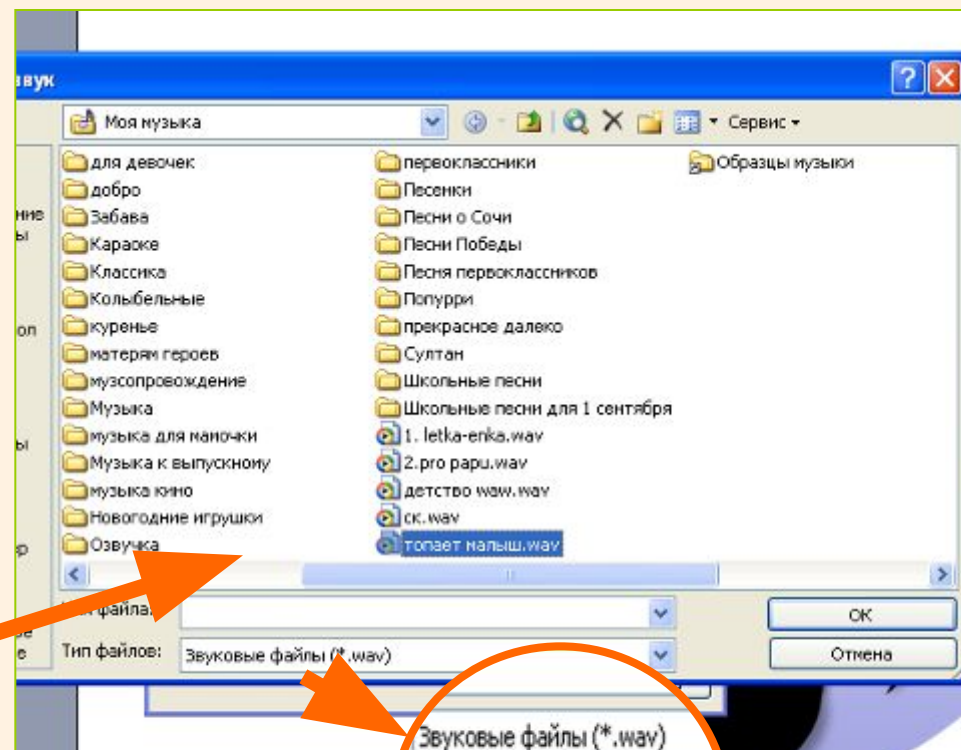 звук
Моя музыка
Сервис
для девочек
добро
Забава
Караоке
Классика
Колыбельные
куренье
матерям героев
музсопровождение
Музыка
музыка для мамочки
Музыка к выпускному
музыка кино
Новогодние игрушки
Озвучка
первоклассники
Песенки
Песни о Сочи
Песни Победы
Песня первоклассников
Попурри
прекрасное далеко
Султан
Школьные песни
Школьные песни для 1 сентября
1. letka-enka.wav
2.pro papu.wav
детство waw.wav
ск.wav
топает малыш.wav
Образцы музыки
файла:
ОК
Тип файлов:
Звуковые файлы (*.wav)
Отмена
Звуковые файлы (*.wav)